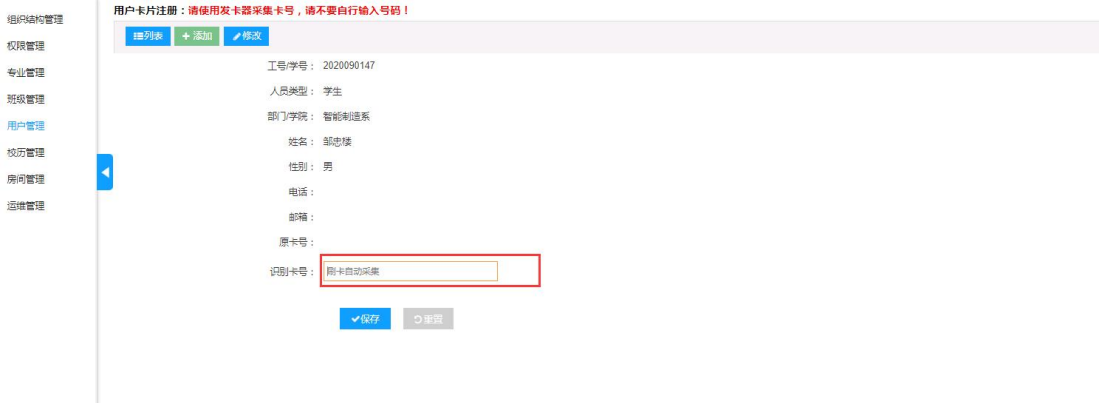 组织结构管理
权限管理
专业管理
班级管理
用户管理
校历管理
房间管理
运维管理
用户卡片注册：请使用发卡器采集卡号，请不要自行输入号码！
列表 添加 修改
工号/学号： 2020090147
人员类型： 学生
部门/学院： 智能制造系
姓名： 邹忠楼
性别： 男
电话：
邮箱：
原卡号：
识别卡号： 刷卡自动采集
保存 重置